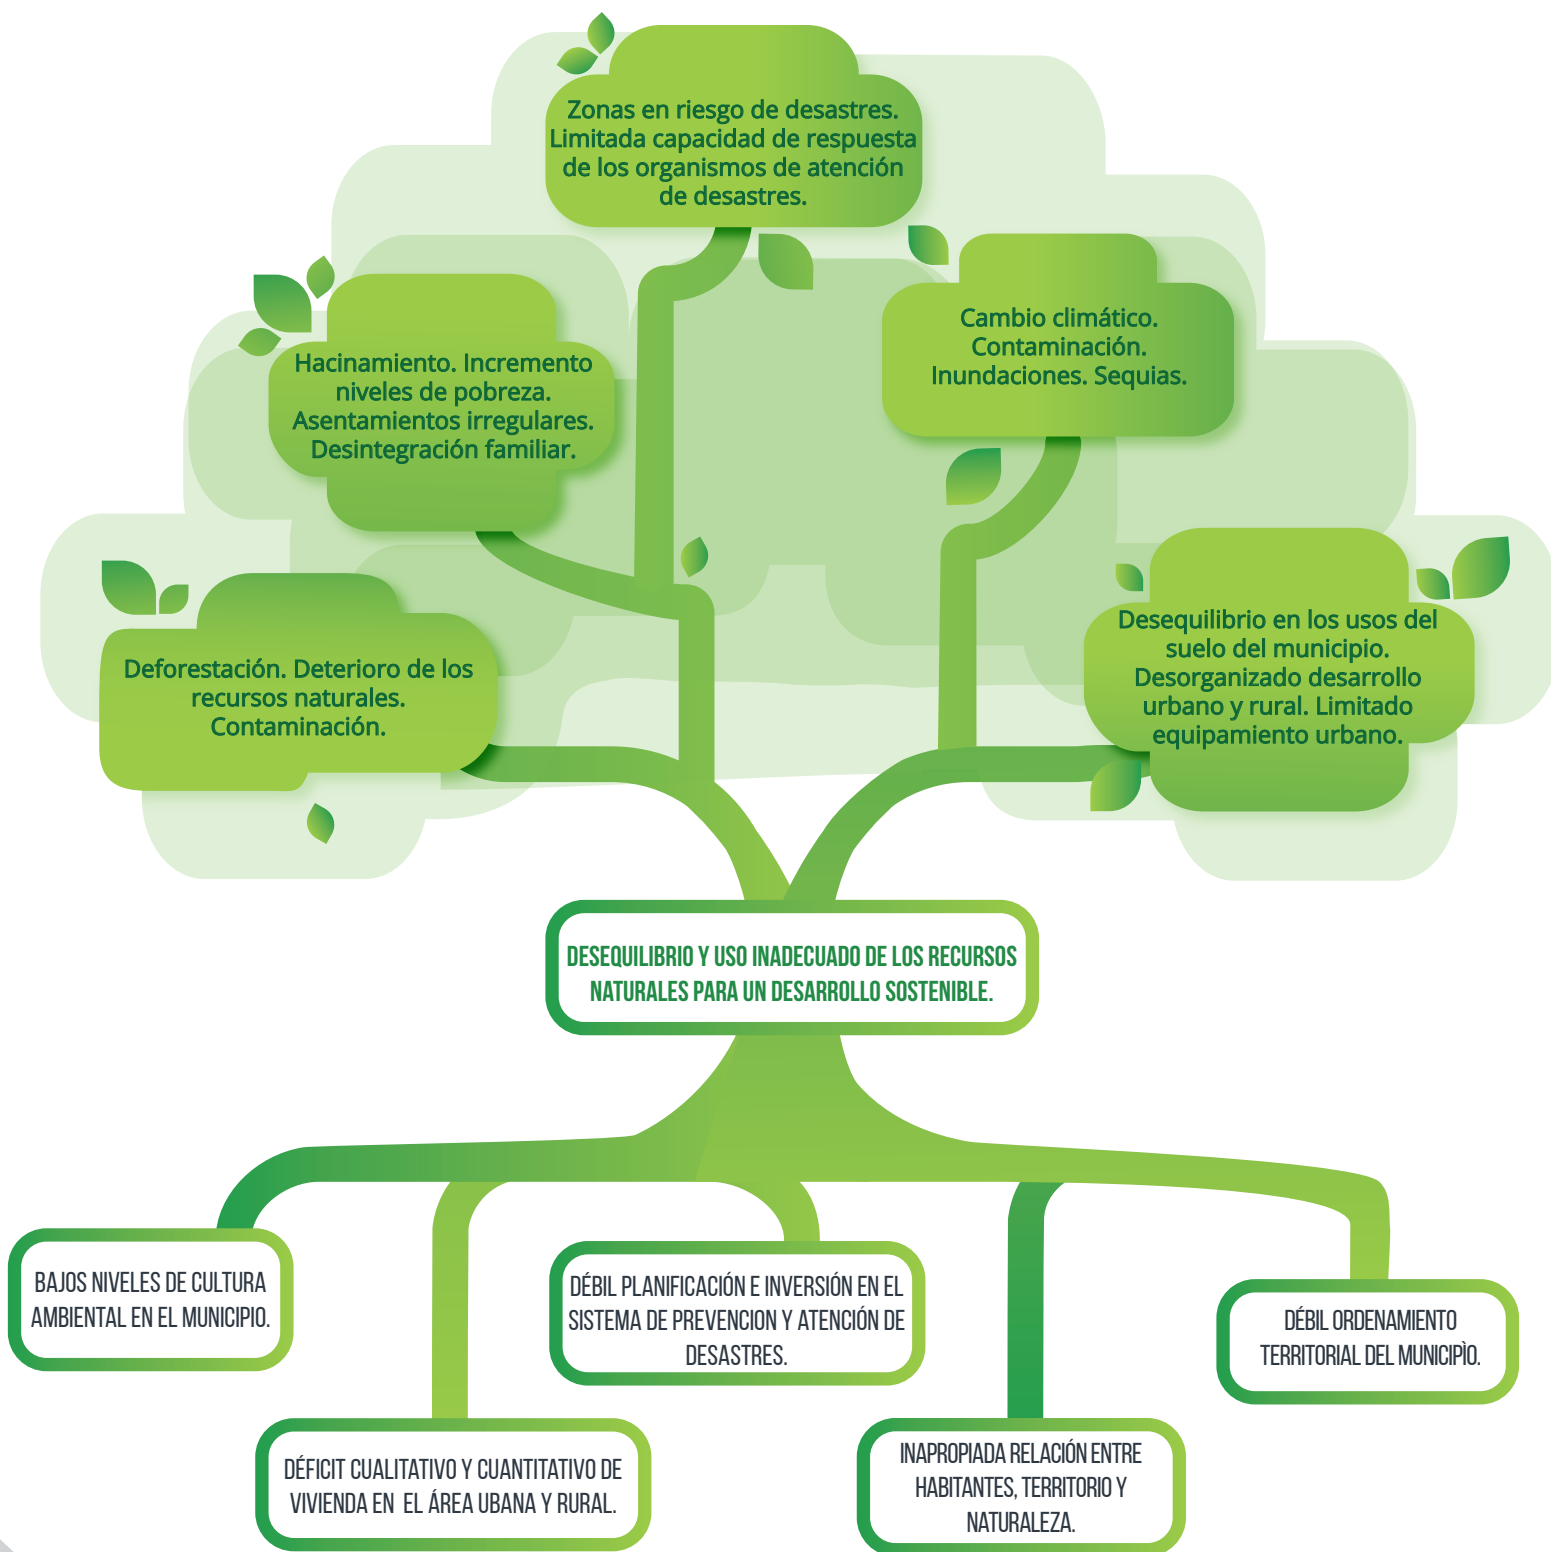 Zonas en riesgo de desastres.
Limitada capacidad de respuesta
de los organismos de atención
de desastres.
Hacinamiento. Incremento
niveles de pobreza.
Asentamientos irregulares.
Desintegración familiar.
Cambio climático.
Contaminación.
Inundaciones. Sequias.
Deforestación. Deterioro de los
recursos naturales.
Contaminación.
Desequilibrio en los usos del
suelo del municipio.
Desorganizado desarrollo
urbano y rural. Limitado
equipamiento urbano.
DESEQUILIBRIO Y USO INADECUADO DE LOS RECURSOS
NATURALES PARA UN DESARROLLO SOSTENIBLE.
BAJOS NIVELES DE CULTURA
AMBIENTAL EN EL MUNICIPIO.
DÉBIL PLANIFICACIÓN E INVERSIÓN EN EL
SISTEMA DE PREVENCION Y ATENCIÓN DE
DESASTRES.
DÉBIL ORDENAMIENTO
TERRITORIAL DEL MUNICIPÌO.
DÉFICIT CUALITATIVO Y CUANTITATIVO DE
VIVIENDA EN EL ÁREA UBANA Y RURAL.
INAPROPIADA RELACIÓN ENTRE
HABITANTES, TERRITORIO Y
NATURALEZA.